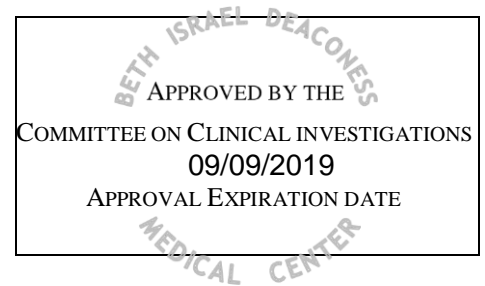 BETH ISRAEL DEACONESS
APPROVED BY THE
COMMITTEE ON CLINICAL INVESTIGATIONS
09/09/2019
APPROVAL EXPIRATION DATE
MEDICAL CENTER